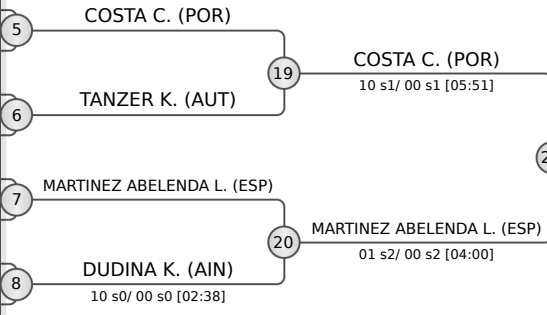 COSTA C. (POR)
5
19
COSTA C. (POR)
10 s1/ 00 s1 [05:51]
TANZER K. (AUT)
6
2
MARTINEZ ABELENDA L. (ESP)
7
20
MARTINEZ ABELENDA L. (ESP)
01 s2/ 00 s2 [04:00]
DUDINA K. (AIN)
8
10 s0/ 00 s0 [02:38]